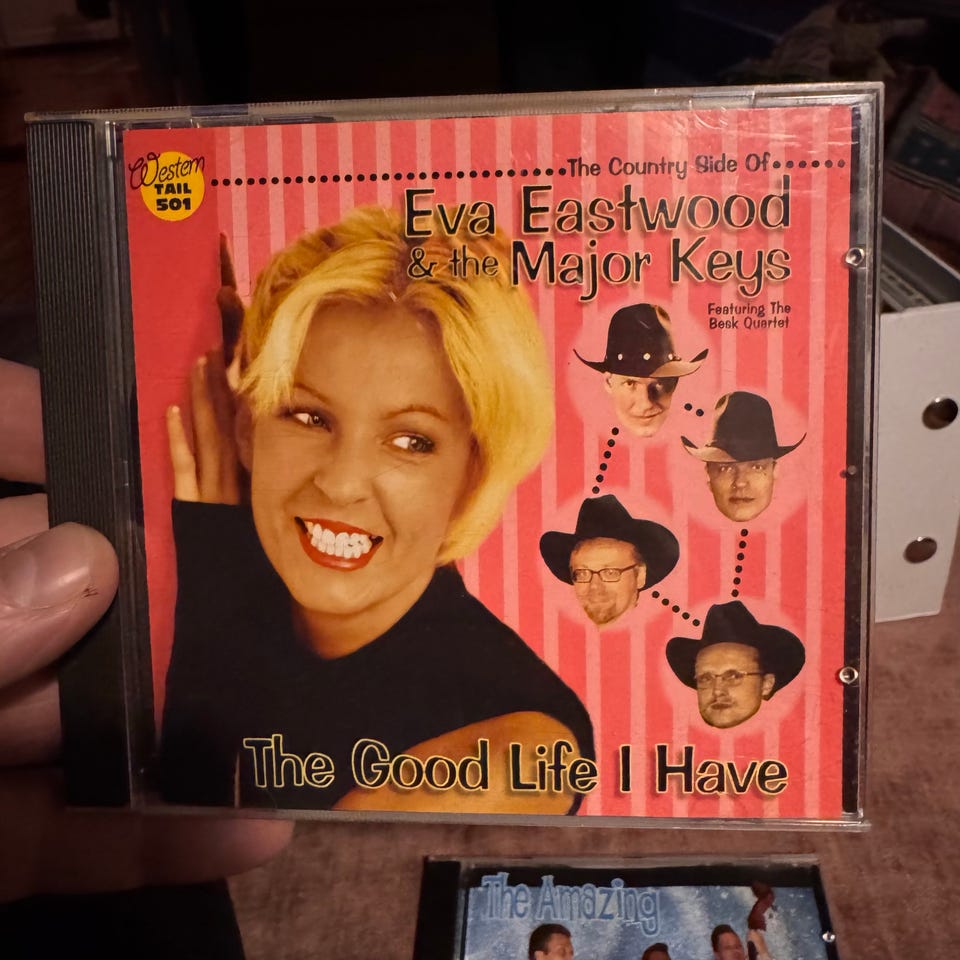 Western
TAIL
501
The Country Side Of
Eva Eastwood
& the Major Keys
Featuring The
Besk Quartet
The Good Life I Have
The Amazing